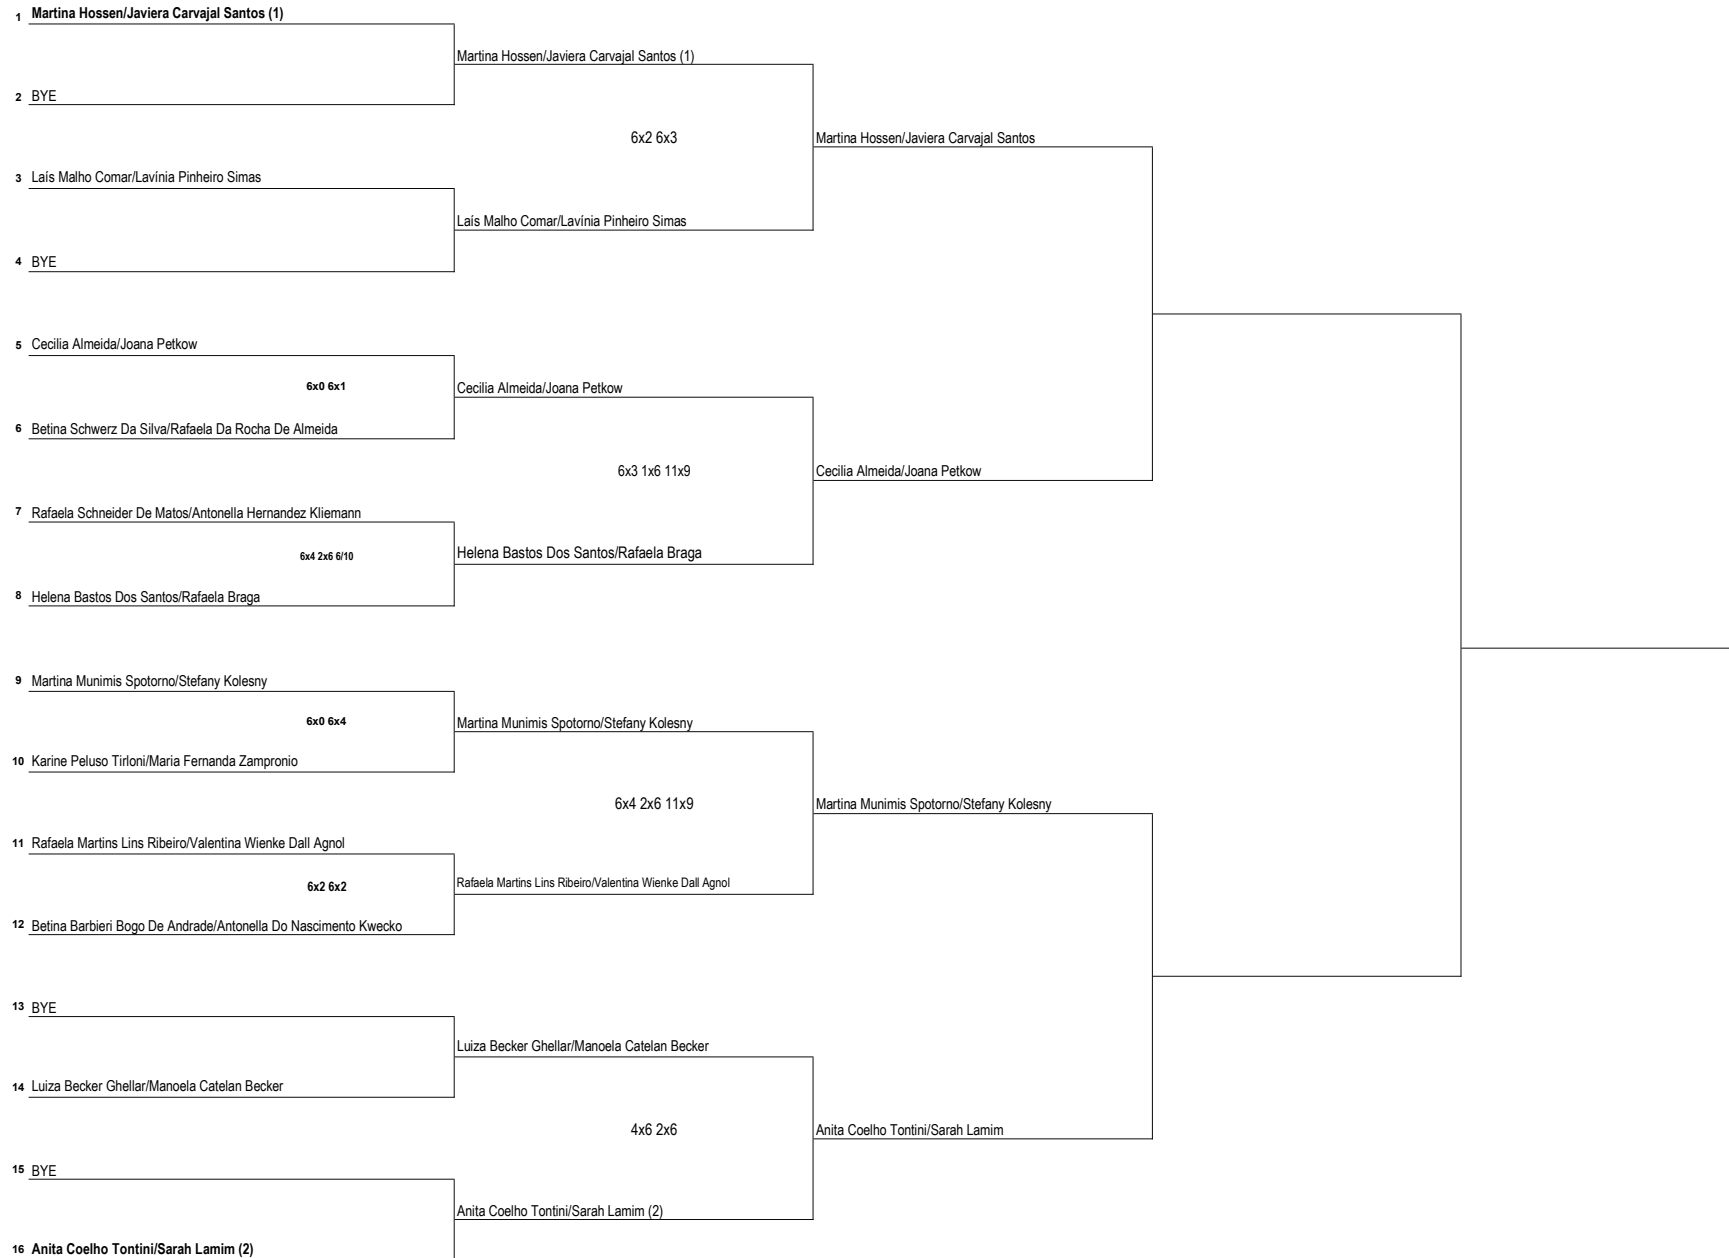 1 Martina Hossen/Javiera Carvajal Santos (1)
Martina Hossen/Javiera Carvajal Santos (1)
2 BYE
6x2 6x3
Martina Hossen/Javiera Carvajal Santos
3 Laís Malho Comar/Lavínia Pinheiro Simas
Laís Malho Comar/Lavínia Pinheiro Simas
4 BYE
5 Cecilia Almeida/Joana Petkow
6x0 6x1
Cecilia Almeida/Joana Petkow
6 Betina Schwerz Da Silva/Rafaela Da Rocha De Almeida
6x3 1x6 11x9
Cecilia Almeida/Joana Petkow
7 Rafaela Schneider De Matos/Antonella Hernandez Kliemann
6x4 2x6 6/10
Helena Bastos Dos Santos/Rafaela Braga
8 Helena Bastos Dos Santos/Rafaela Braga
9 Martina Munimis Spotorno/Stefany Kolesny
6x0 6x4
Martina Munimis Spotorno/Stefany Kolesny
10 Karine Peluso Tirloni/Maria Fernanda Zampronio
6x4 2x6 11x9
Martina Munimis Spotorno/Stefany Kolesny
11 Rafaela Martins Lins Ribeiro/Valentina Wienke Dall Agnol
6x2 6x2
Rafaela Martins Lins Ribeiro/Valentina Wienke Dall Agnol
12 Betina Barbieri Bogo De Andrade/Antonella Do Nascimento Kwecko
13 BYE
Luiza Becker Ghellar/Manoela Catelan Becker
14 Luiza Becker Ghellar/Manoela Catelan Becker
4x6 2x6
Anita Coelho Tontini/Sarah Lamim
15 BYE
Anita Coelho Tontini/Sarah Lamim (2)
16 Anita Coelho Tontini/Sarah Lamim (2)